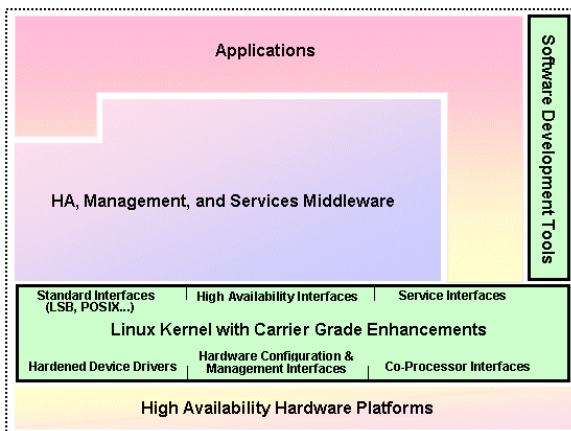 Applications
Software Development Tools
HA, Management, and Services Middleware
Standard Interfaces
(LSB, POSIX...)
High Availability Interfaces
Service Interfaces
Linux Kernel with Carrier Grade Enhancements
Hardened Device Drivers
Hardware Configuration &
Management Interfaces
Co-Processor Interfaces
High Availability Hardware Platforms